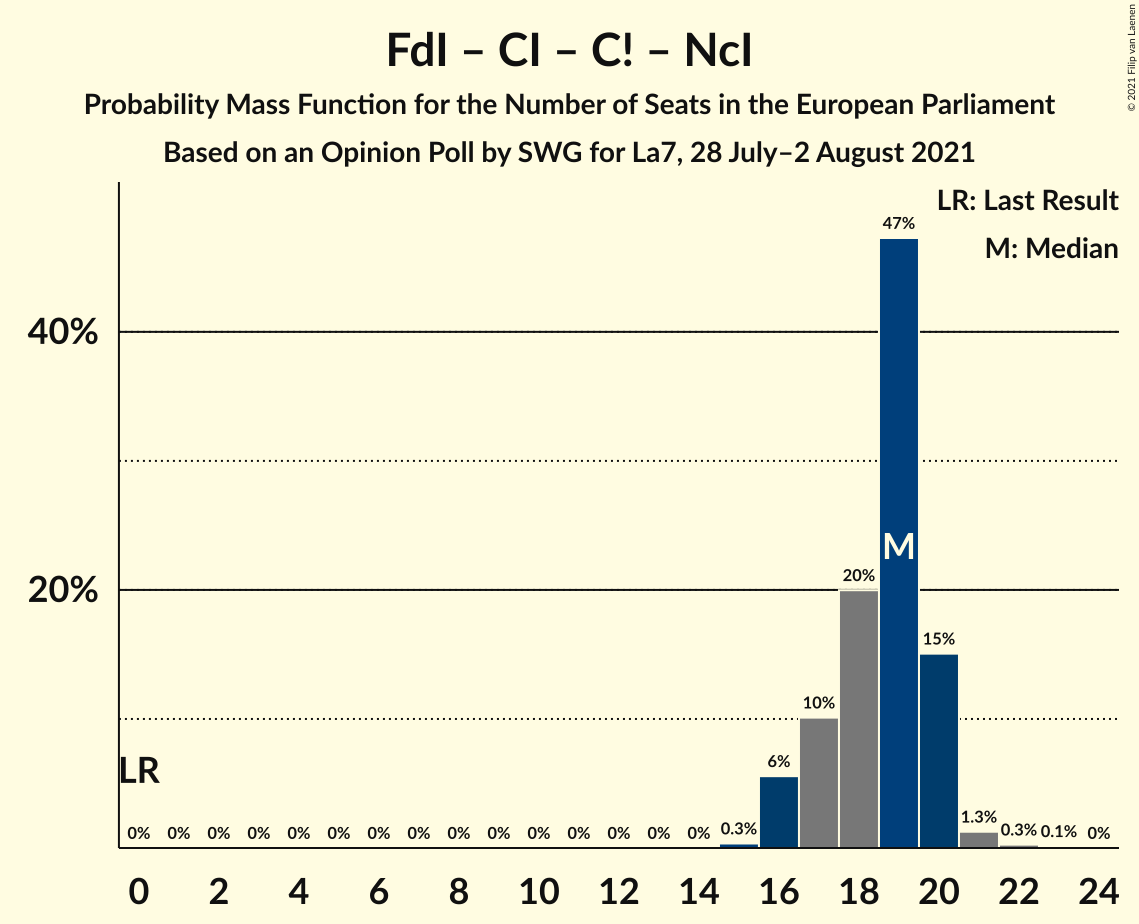 FdI – CI – C! – NcI
Probability Mass Function for the Number of Seats in the European Parliament
Based on an Opinion Poll by SWG for La7, 28 July–2 August 2021
© 2021 Filip van Laenen
LR: Last Result
M: Median
47%
40%
M
20%
20%
15%
10%
6%
LR
0% 0% 0% 0% 0% 0% 0% 0% 0% 0% 0% 0% 0% 0% 0% 0.3% 1.3% 0.3% 0.1% 0%
0 2 4 6 8 10 12 14 16 18 20 22 24